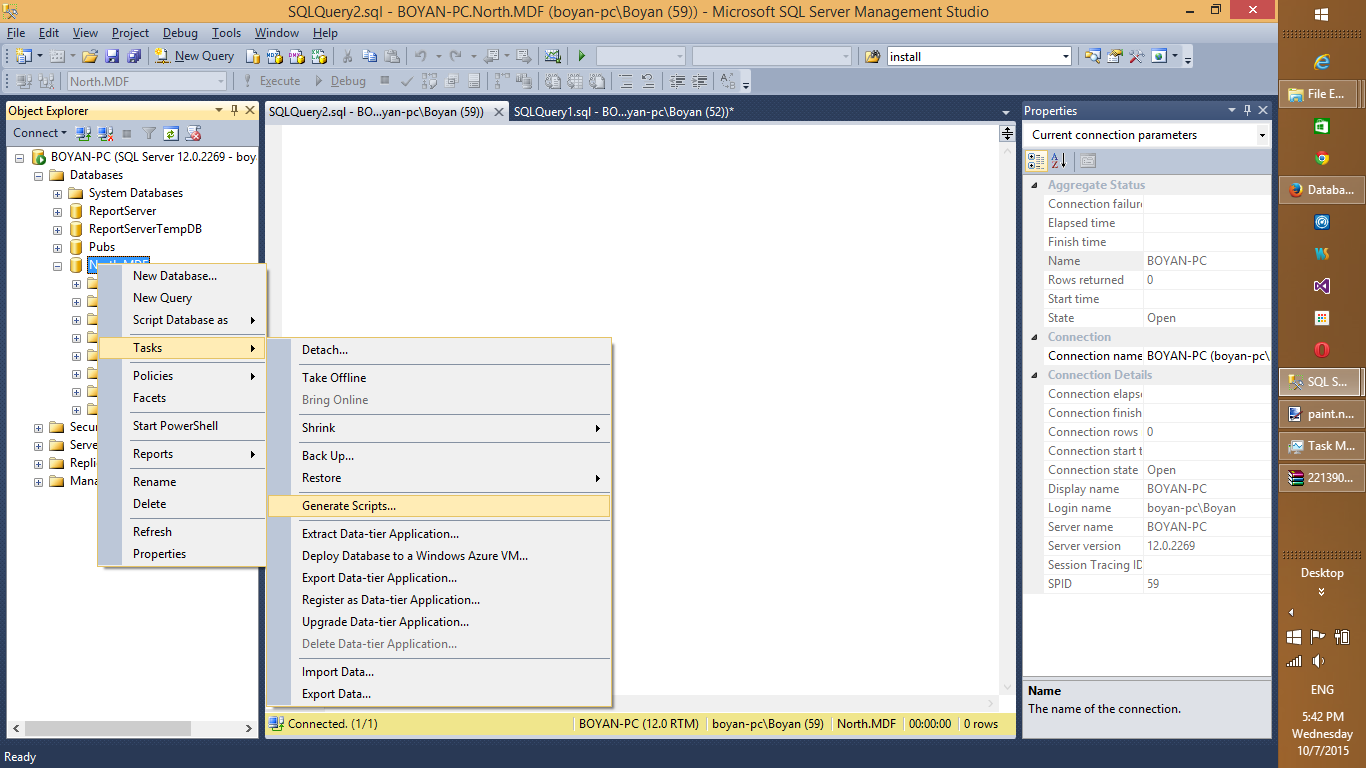 SQLQuery2.sql - BOYAN-PC.North.MDF (boyan-pc\Boyan (59)) - Microsoft SQL Server Management Studio
File Edit View Project Debug Tools Window Help
New Query
install
North.MDF
Execute
Debug
Object Explorer
Connect
BOYAN-PC (SQL Server 12.0.2269 - boy
Databases
System Databases
ReportServer
ReportServerTempDB
Pubs
Secu
Serve
Repli
Mana
New Database...
New Query
Script Database as
Tasks
Policies
Facets
Start PowerShell
Reports
Rename
Delete
Refresh
Properties
Detach...
Take Offline
Bring Online
Shrink
Back Up...
Restore
Generate Scripts...
Extract Data-tier Application...
Deploy Database to a Windows Azure VM...
Export Data-tier Application...
Register as Data-tier Application...
Upgrade Data-tier Application...
Delete Data-tier Application...
Import Data...
Export Data...
SQLQuery2.sql - BO...yan-pc\Boyan (59))
SQLQuery1.sql - BO...yan-pc\Boyan (52))*
Connected. (1/1)
BOYAN-PC (12.0 RTM)
boyan-pc\Boyan (59)
North.MDF
00:00:00
0 rows
Properties
Current connection parameters
Aggregate Status
Connection failure
Elapsed time
Finish time
Name BOYAN-PC
Rows returned 0
Start time
State Open
Connection
Connection name BOYAN-PC (boyan-pc\
Connection Details
Connection elapse
Connection finish
Connection rows 0
Connection start t
Connection state Open
Display name BOYAN-PC
Login name boyan-pc\Boyan
Server name BOYAN-PC
Server version 12.0.2269
Session Tracing ID
SPID 59
Name
The name of the connection.
Ready
File E...
Databa...
SQL S...
paint.n...
Task M...
221390...
Desktop
ENG
5:42 PM
Wednesday
10/7/2015